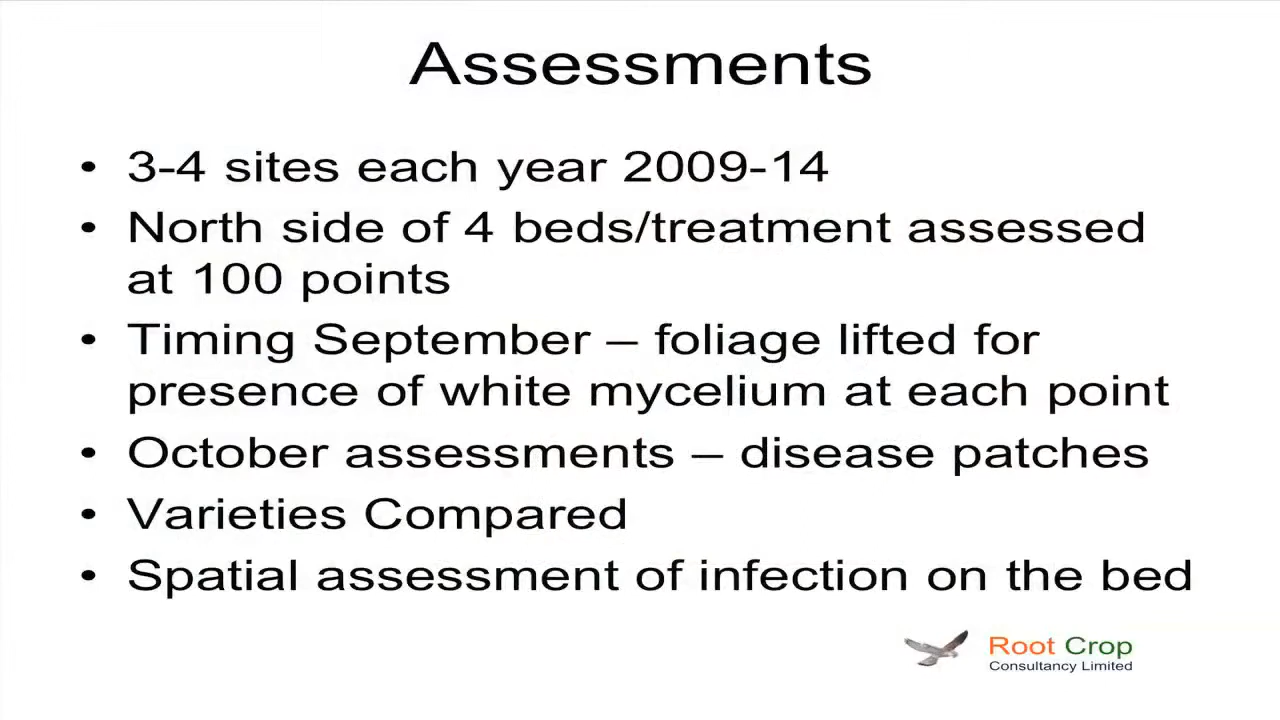 Assessments
• 3-4 sites each year 2009-14
• North side of 4 beds/treatment assessed
at 100 points
• Timing September – foliage lifted for
presence of white mycelium at each point
• October assessments – disease patches
• Varieties Compared
• Spatial assessment of infection on the bed
Root Crop
Consultancy Limited